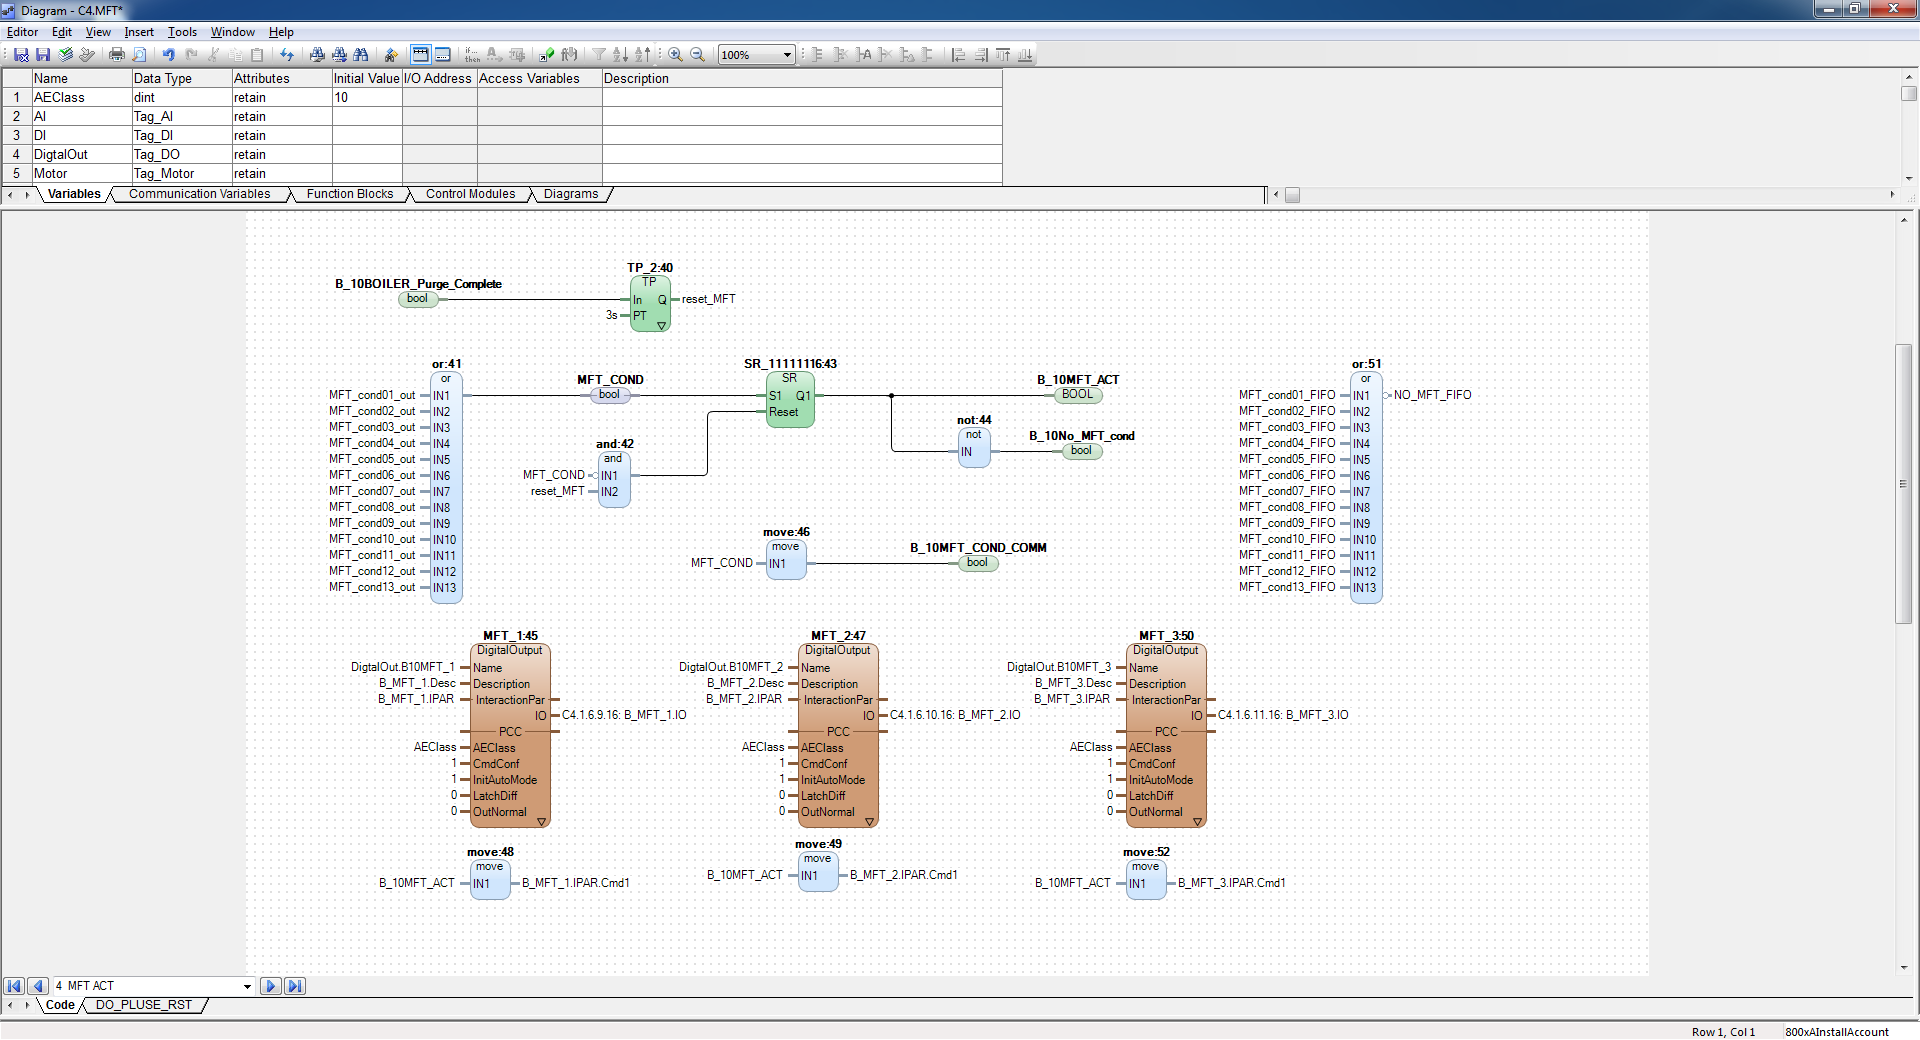 Diagram - C4.MFT*
Editor Edit View Insert Tools Window Help
if... then 100%
Name Data Type Attributes Initial Value I/O Address Access Variables Description
1 AEClass dint retain 10
2 AI Tag_AI retain
3 DI Tag_DI retain
4 DigtalOut Tag_DO retain
5 Motor Tag_Motor retain
Variables Communication Variables Function Blocks Control Modules Diagrams
TP_2:40
B_10BOILER_Purge_Complete TP
bool In Q reset_MFT
3s PT
or:41 SR_11111116:43 or:51
or MFT_COND SR B_10MFT_ACT or
MFT_cond01_out IN1 bool S1 Q1 BOOL MFT_cond01_FIFO IN1 NO_MFT_FIFO
MFT_cond02_out IN2 Reset MFT_cond02_FIFO IN2
not:44
MFT_cond03_out IN3 MFT_cond03_FIFO IN3
not B_10No_MFT_cond
MFT_cond04_out IN4 and:42 MFT_cond04_FIFO IN4
IN bool
MFT_cond05_out IN5 and MFT_cond05_FIFO IN5
MFT_cond06_out IN6 MFT_COND IN1 MFT_cond06_FIFO IN6
MFT_cond07_out IN7 reset_MFT IN2 MFT_cond07_FIFO IN7
MFT_cond08_out IN8 MFT_cond08_FIFO IN8
MFT_cond09_out IN9 MFT_cond09_FIFO IN9
move:46
MFT_cond10_out IN10 move B_10MFT_COND_COMM MFT_cond10_FIFO IN10
MFT_cond11_out IN11 MFT_COND IN1 bool MFT_cond11_FIFO IN11
MFT_cond12_out IN12 MFT_cond12_FIFO IN12
MFT_cond13_out IN13 MFT_cond13_FIFO IN13
MFT_1:45 MFT_2:47 MFT_3:50
DigitalOutput DigitalOutput DigitalOutput
DigtalOut.B10MFT_1 Name DigtalOut.B10MFT_2 Name DigtalOut.B10MFT_3 Name
B_MFT_1.Desc Description B_MFT_2.Desc Description B_MFT_3.Desc Description
B_MFT_1.IPAR InteractionPar B_MFT_2.IPAR InteractionPar B_MFT_3.IPAR InteractionPar
IO C4.1.6.9.16: B_MFT_1.IO IO C4.1.6.10.16: B_MFT_2.IO IO C4.1.6.11.16: B_MFT_3.IO
PCC PCC PCC
AEClass AEClass AEClass AEClass AEClass AEClass
1 CmdConf 1 CmdConf 1 CmdConf
1 InitAutoMode 1 InitAutoMode 1 InitAutoMode
0 LatchDiff 0 LatchDiff 0 LatchDiff
0 OutNormal 0 OutNormal 0 OutNormal
move:48 move:49 move:52
move move move
B_10MFT_ACT IN1 B_MFT_1.IPAR.Cmd1 B_10MFT_ACT IN1 B_MFT_2.IPAR.Cmd1 B_10MFT_ACT IN1 B_MFT_3.IPAR.Cmd1
4 MFT ACT
Code DO_PLUSE_RST
Row 1, Col 1 800xAInstallAccount